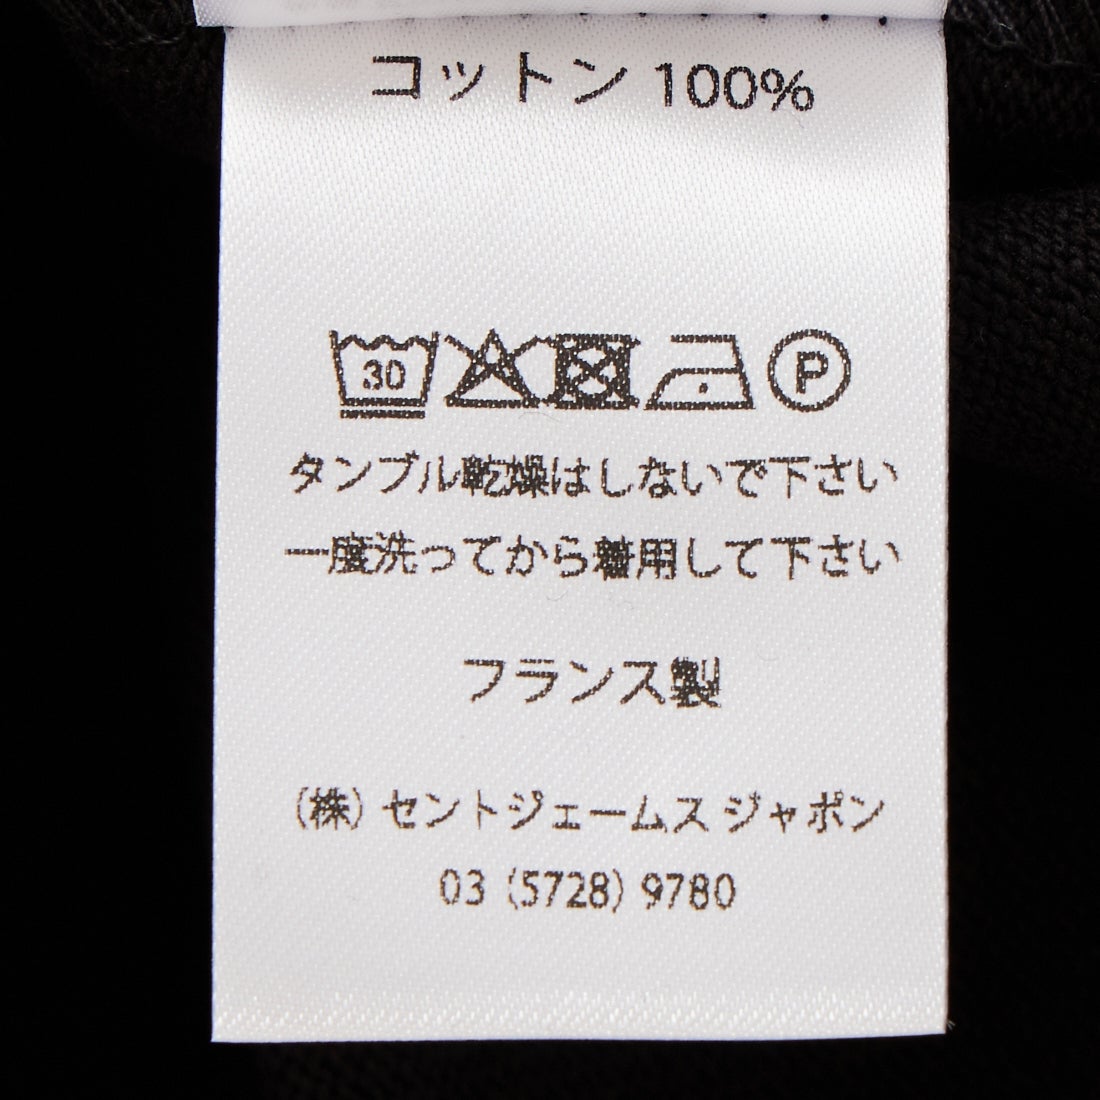 コットン 100%
30 P
タンブル乾燥はしないで下さい
一度洗ってから着用して下さい
フランス製
(株) セントジェームス ジャポン
03 (5728) 9780